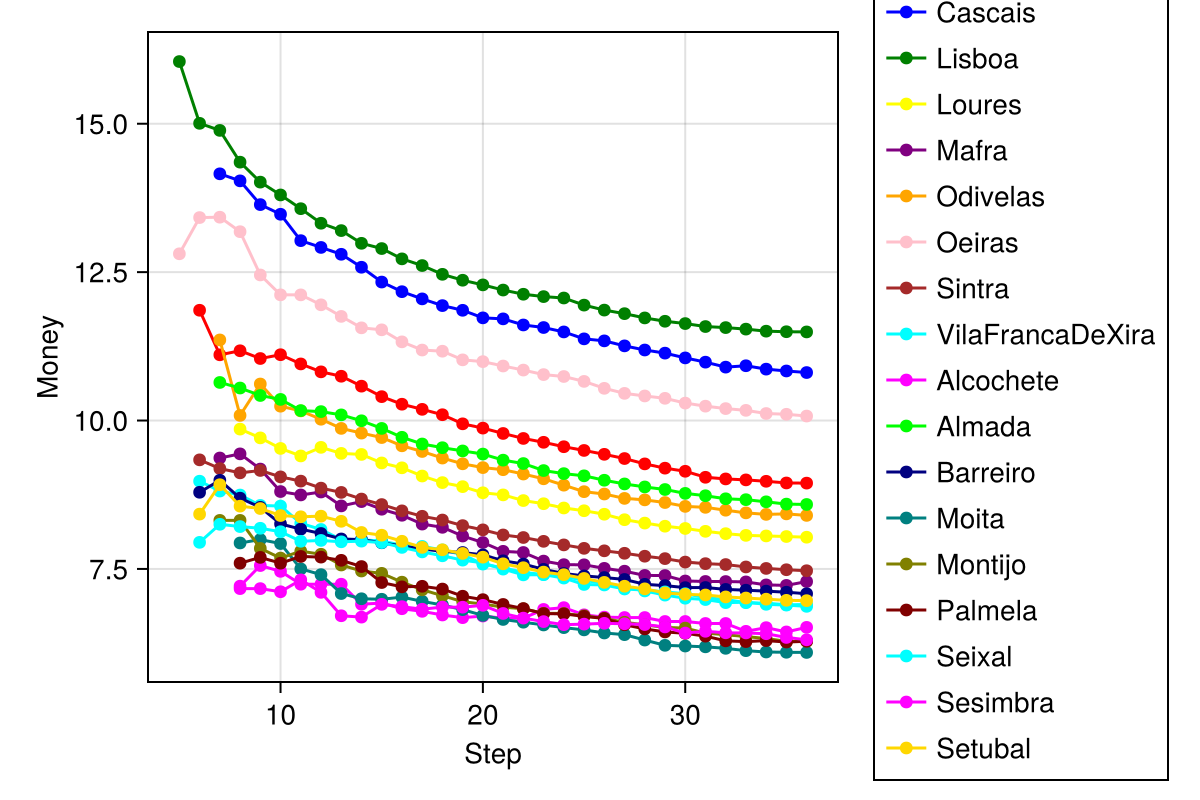 15.0
12.5
10.0
7.5
Money
10
20
30
Step
Cascais
Lisboa
Loures
Mafra
Odivelas
Oeiras
Sintra
VilaFrancaDeXira
Alcochete
Almada
Barreiro
Moita
Montijo
Palmela
Seixal
Sesimbra
Setubal